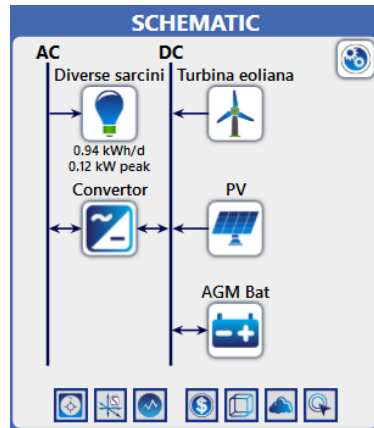 SCHEMATIC
AC DC
Diverse sarcini Turbina eoliana
0.94 kWh/d
0.12 kW peak
Convertor PV
AGM Bat